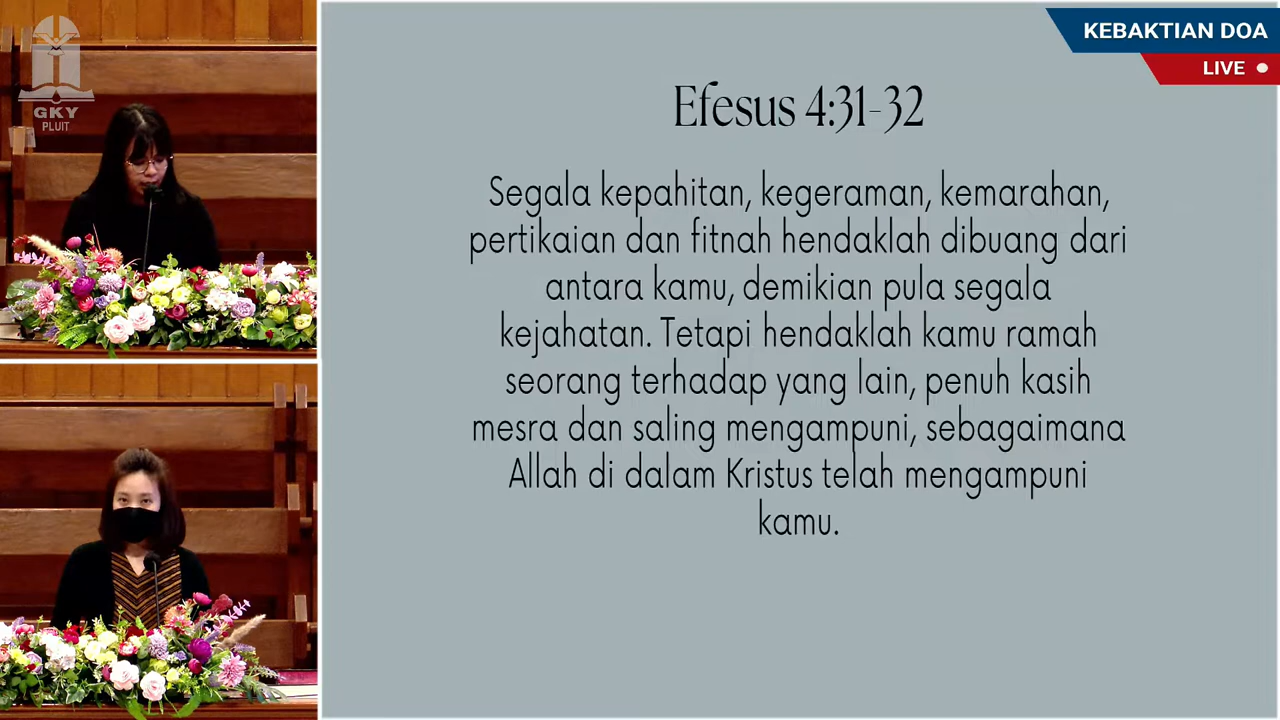 GKY
PLUIT
KEBAKTIAN DOA
LIVE
Efesus 4:31-32
Segala kepahitan, kegeraman, kemarahan,
pertikaian dan fitnah hendaklah dibuang dari
antara kamu, demikian pula segala
kejahatan. Tetapi hendaklah kamu ramah
seorang terhadap yang lain, penuh kasih
mesra dan saling mengampuni, sebagaimana
Allah di dalam Kristus telah mengampuni
kamu.